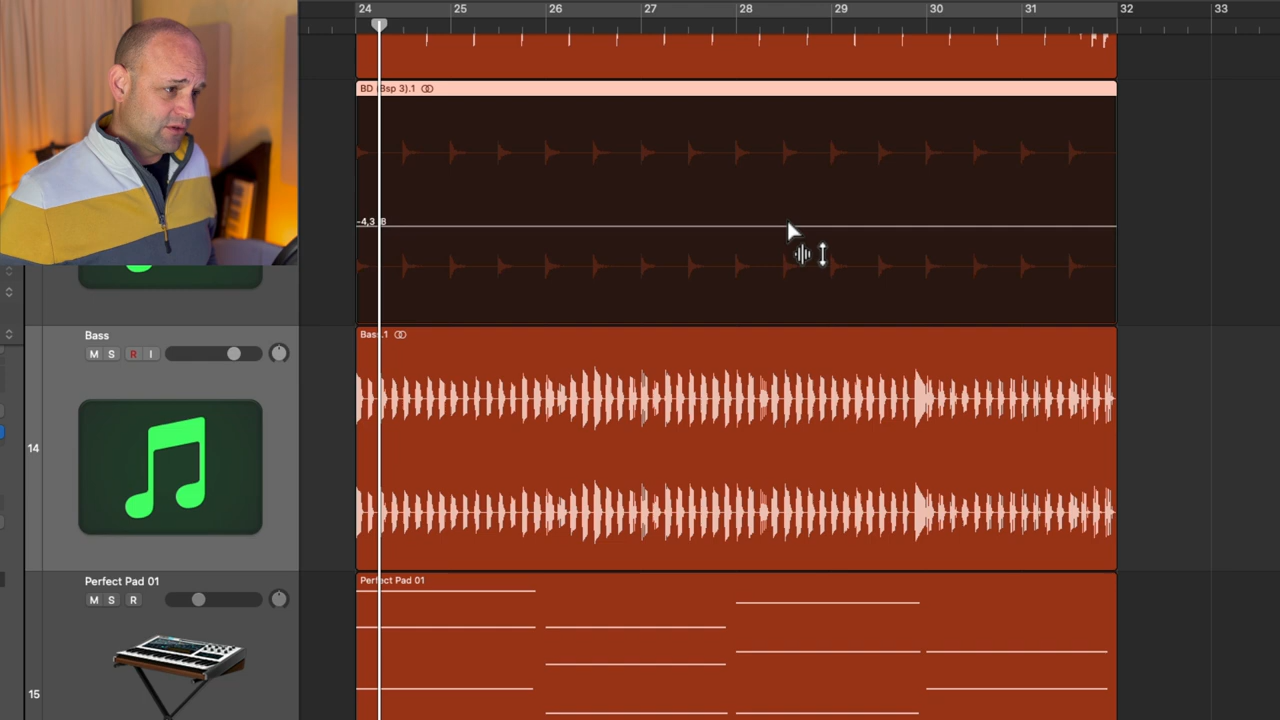 24 25 26 27 28 29 30 31 32 33
BD (Bsp 3).1
-4,3 B
Bass
Bass.1
M S R I
14
Perfect Pad 01
Perfect Pad 01
M S R
15